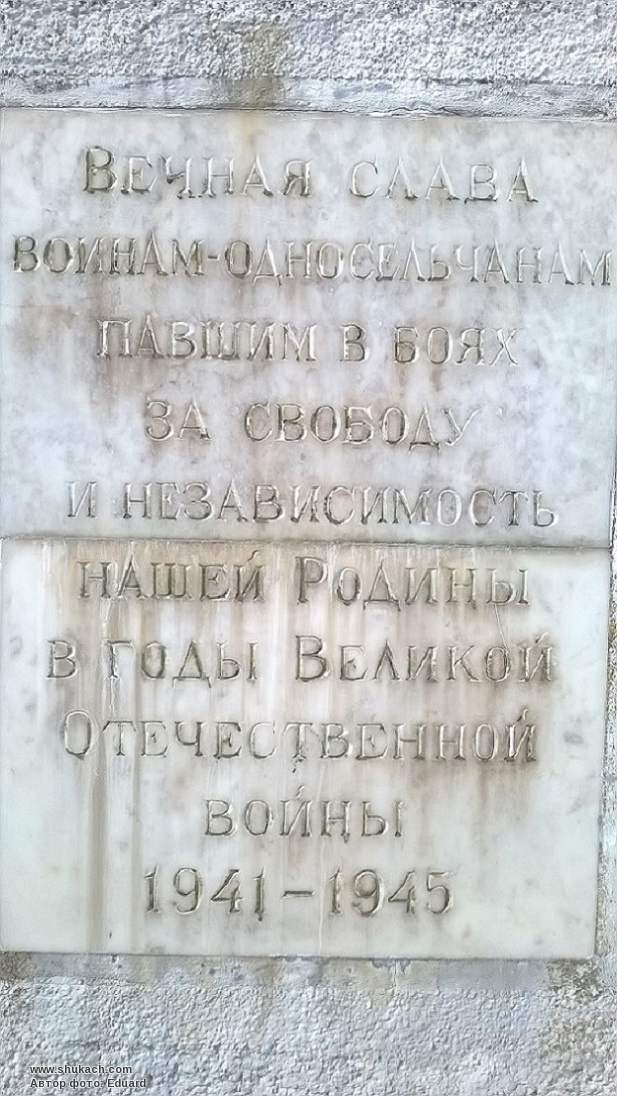 Вечная слава
воинам-односельчанам
павшим в боях
за свободу
и независимость
нашей Родины
в годы Великой
Отечественной
войны
1941-1945
www.shukach.com
Автор фото: Eduard